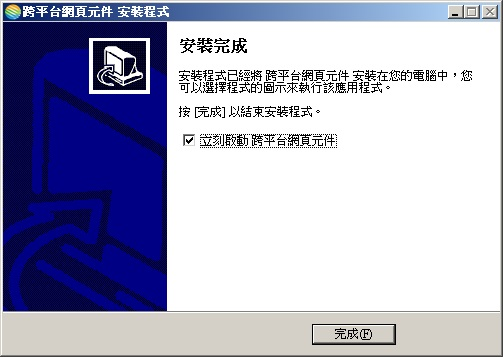 跨平台網頁元件 安裝程式
安裝完成
安裝程式已經將 跨平台網頁元件 安裝在您的電腦中，您
可以選擇程式的圖示來執行該應用程式。
按 [完成] 以結束安裝程式。
立刻啟動 跨平台網頁元件
完成(F)